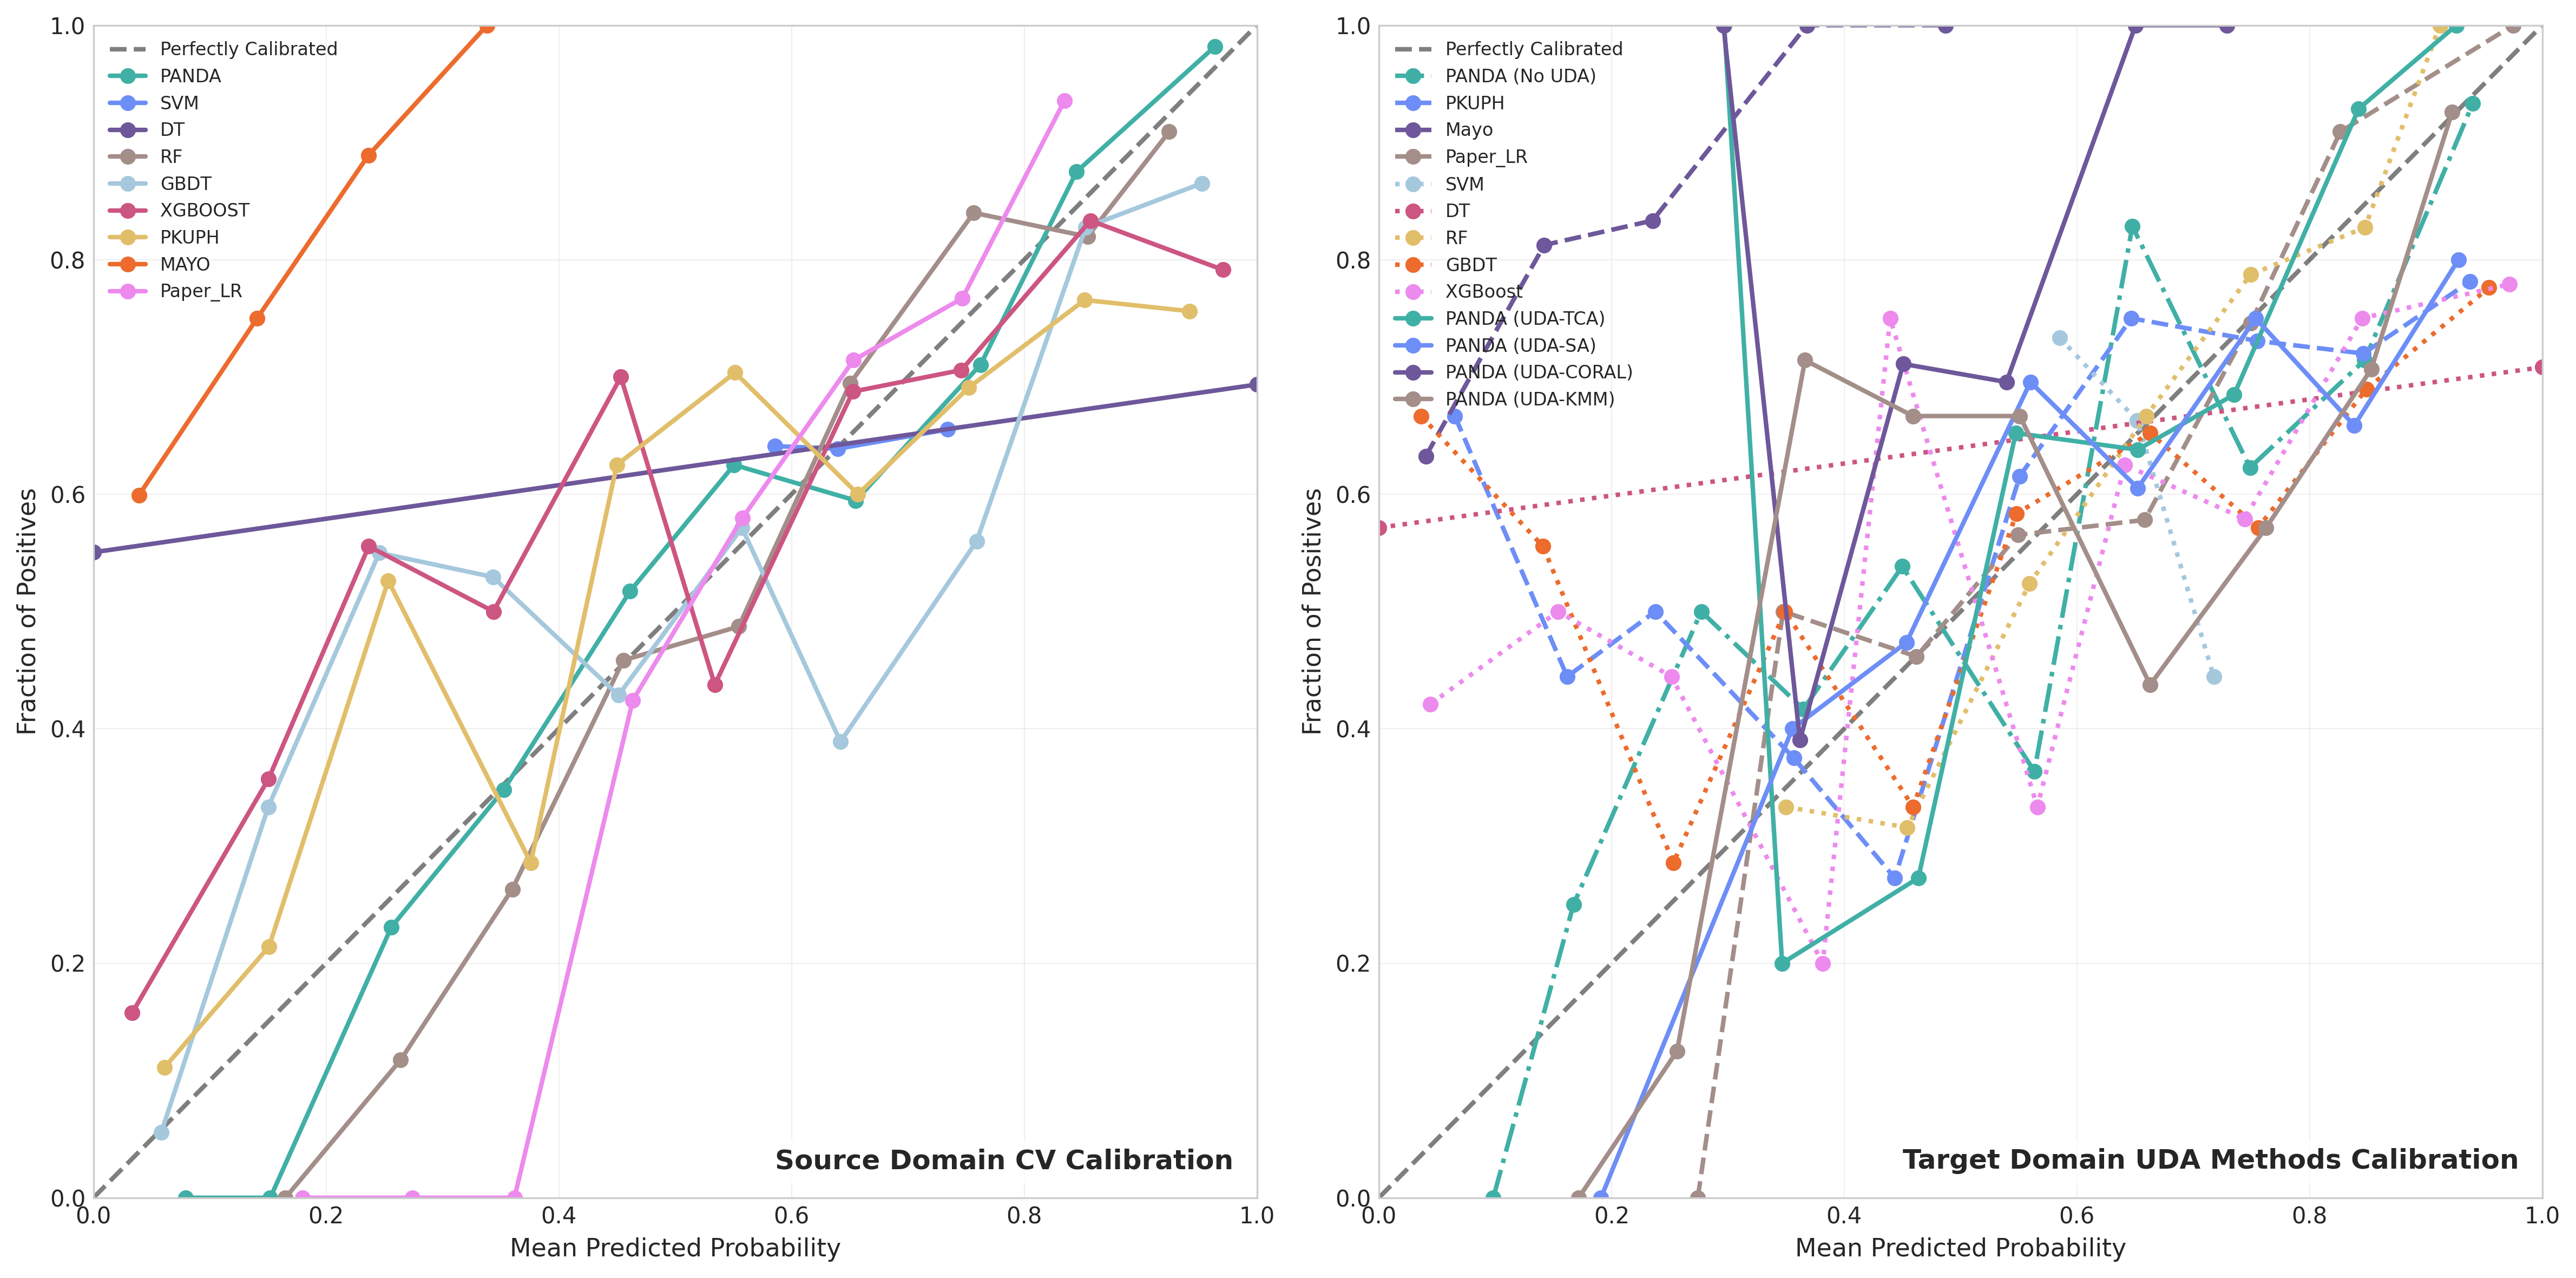 1.0
0.8
0.6
0.4
0.2
0.0
Fraction of Positives
Perfectly Calibrated
PANDA
SVM
DT
RF
GBDT
XGBOOST
PKUPH
MAYO
Paper_LR
Source Domain CV Calibration
0.0 0.2 0.4 0.6 0.8 1.0
Mean Predicted Probability
1.0
0.8
0.6
0.4
0.2
0.0
Fraction of Positives
Perfectly Calibrated
PANDA (No UDA)
PKUPH
Mayo
Paper_LR
SVM
DT
RF
GBDT
XGBoost
PANDA (UDA-TCA)
PANDA (UDA-SA)
PANDA (UDA-CORAL)
PANDA (UDA-KMM)
Target Domain UDA Methods Calibration
0.0 0.2 0.4 0.6 0.8 1.0
Mean Predicted Probability